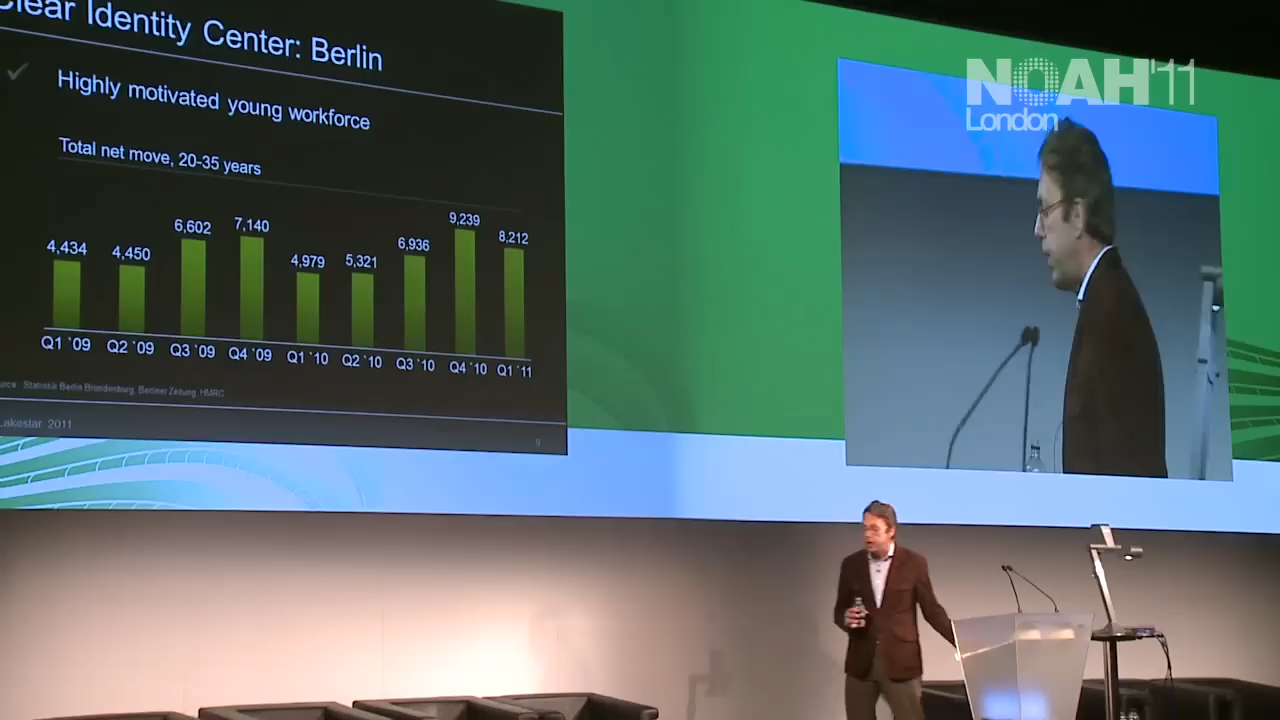 Clear Identity Center: Berlin
Highly motivated young workforce
Total net move, 20-35 years
4,434 4,450 6,602 7,140 4,979 5,321 6,936 9,239 8,212
Q1 `09 Q2 `09 Q3 `09 Q4 `09 Q1 `10 Q2 `10 Q3 `10 Q4 `10 Q1 `11
Statistik Berlin Brandenburg, Berliner Zeitung, HMRC
Lakestar 2011
NOAH'11
London